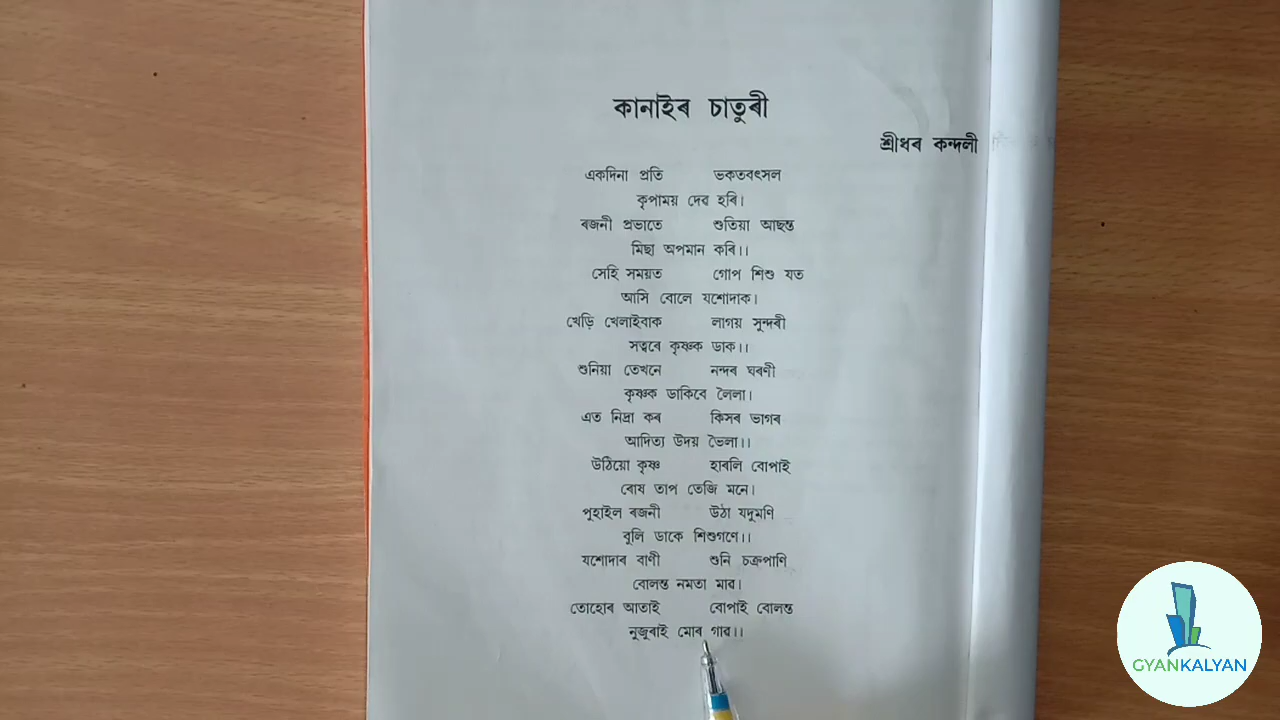 কানাইৰ চাতুৰী
শ্ৰীধৰ কন্দলী
একদিনা প্ৰতি ভকতবৎসল
কৃপাময় দেৱ হৰি।
ৰজনী প্ৰভাতে শুতিয়া আছন্ত
মিছা অপমান কৰি।।
সেহি সময়ত গোপ শিশু যত
আসি বোলে যশোদাক।
খেড়ি খেলাইবাক লাগয় সুন্দৰী
সত্বৰে কৃষ্ণক ডাক।।
শুনিয়া তেখনে নন্দৰ ঘৰণী
কৃষ্ণক ডাকিবে লৈলা।
এত নিদ্ৰা কৰ কিসৰ ভাগৰ
আদিত্য উদয় ভৈলা।।
উঠিয়ো কৃষ্ণ হাৰলি বোপাই
ৰোষ তাপ তেজি মনে।
পুহাইল ৰজনী উঠা যদুমণি
বুলি ডাকে শিশুগণে।।
যশোদাৰ বাণী শুনি চক্ৰপাণি
বোলন্ত নমতা মাৱ।
তোহোৰ আতাই বোপাই বোলন্ত
নুজুৰাই মোৰ গাৱ।।
GYANKALYAN